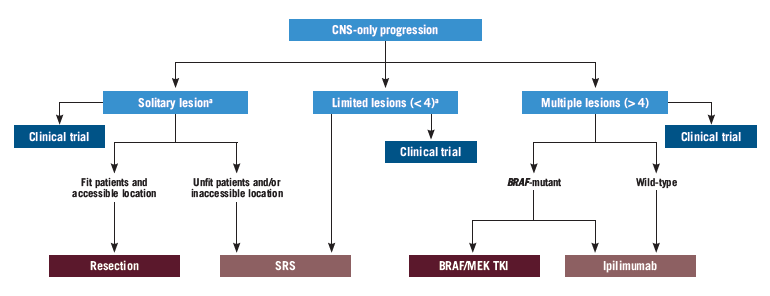 CNS-only progression
Solitary lesionᵃ
Limited lesions (< 4)ᵃ
Multiple lesions (> 4)
Clinical trial
Clinical trial
Clinical trial
Fit patients and
accessible location
Unfit patients and/or
inaccessible location
BRAF-mutant
Wild-type
Resection
SRS
BRAF/MEK TKI
Ipilimumab